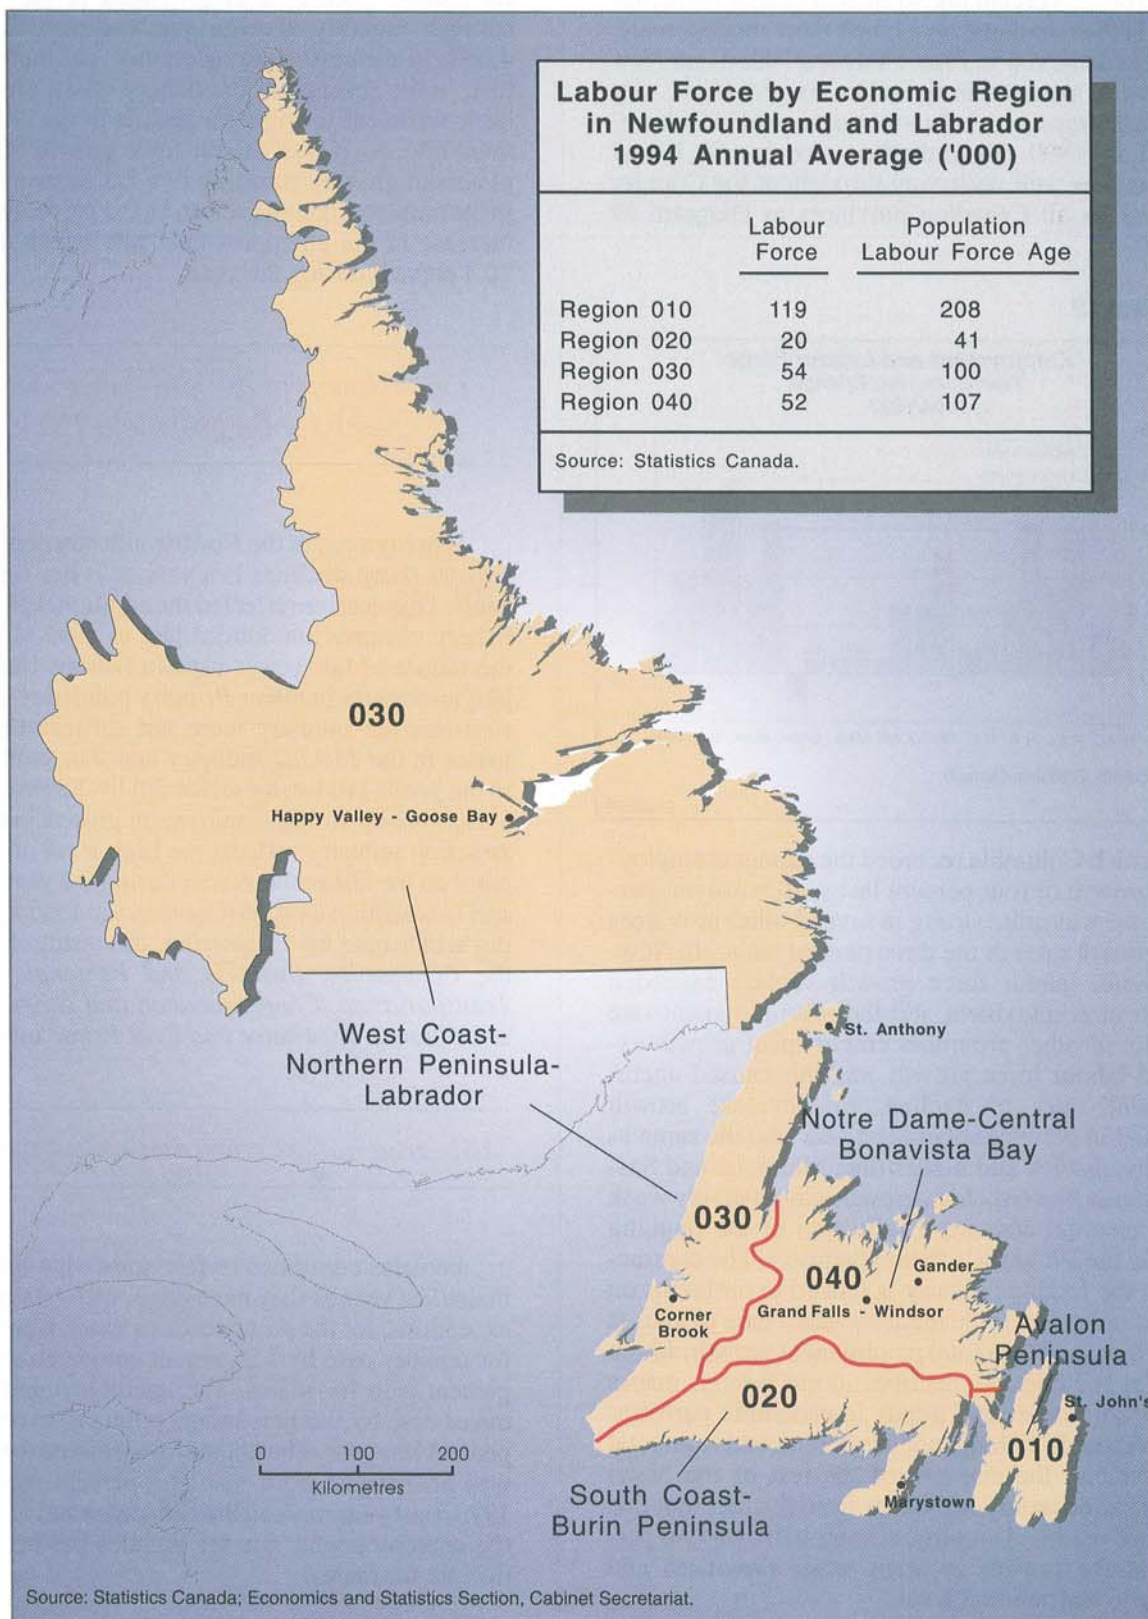 Labour Force by Economic Region
in Newfoundland and Labrador
1994 Annual Average ('000)
Labour Force Population Labour Force Age
Region 010 119 208
Region 020 20 41
Region 030 54 100
Region 040 52 107
Source: Statistics Canada.
030
Happy Valley - Goose Bay
West Coast-
Northern Peninsula-
Labrador
St. Anthony
Notre Dame-Central
Bonavista Bay
030
040
Gander
Corner
Brook
Grand Falls - Windsor
Avalon
Peninsula
020
St. John's
010
0 100 200
Kilometres
South Coast-
Burin Peninsula
Marystown
Source: Statistics Canada; Economics and Statistics Section, Cabinet Secretariat.